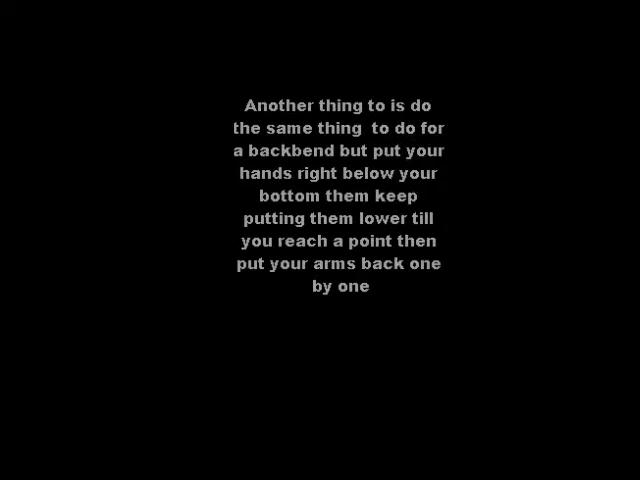 Another thing to is do
the same thing  to do for
a backbend but put your
hands right below your
bottom them keep
putting them lower till
you reach a point then
put your arms back one
by one